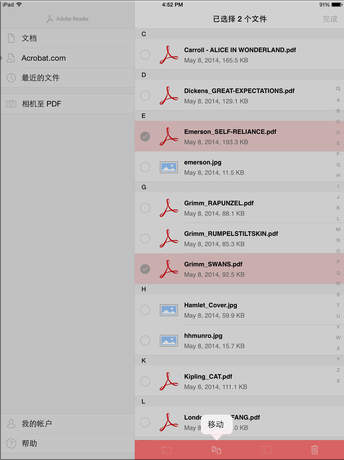 iPad
4:52 PM
91%
Adobe Reader
已选择 2 个文件
完成
文档
Acrobat.com
最近的文件
相机至 PDF
C
Carroll - ALICE IN WONDERLAND.pdf
May 8, 2014, 165.5 KB
D
Dickens_GREAT-EXPECTATIONS.pdf
May 8, 2014, 129.1 KB
E
Emerson_SELF-RELIANCE.pdf
May 8, 2014, 193.3 KB
emerson.jpg
May 8, 2014, 11.5 KB
G
Grimm_RAPUNZEL.pdf
May 8, 2014, 88.1 KB
Grimm_RUMPELSTILTSKIN.pdf
May 8, 2014, 85.3 KB
Grimm_SWANS.pdf
May 8, 2014, 92.5 KB
H
Hamlet_Cover.jpg
May 8, 2014, 59.9 KB
hhmunro.jpg
May 8, 2014, 15.7 KB
K
Kipling_CAT.pdf
May 8, 2014, 111.1 KB
L
May 8, 2014, 52.0 KB
移动
我的帐户
帮助